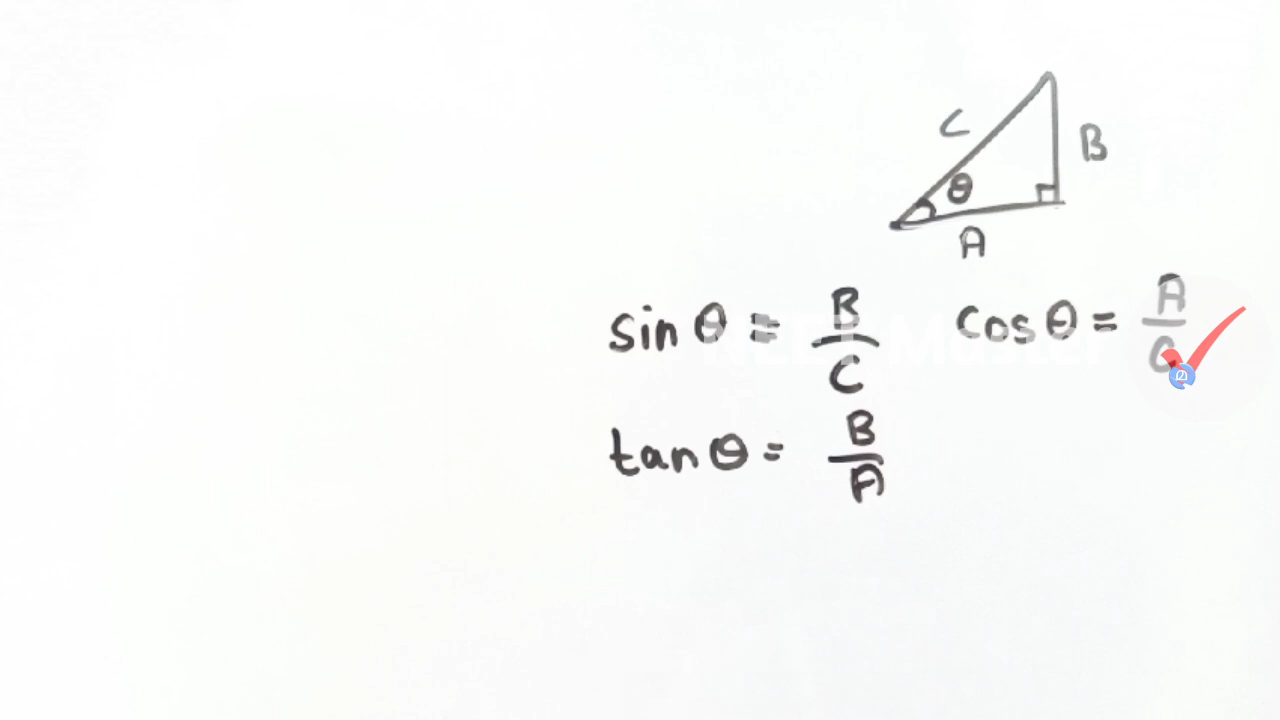 C
B
θ
A
sin θ = B/C cos θ = A/C
tan θ = B/A